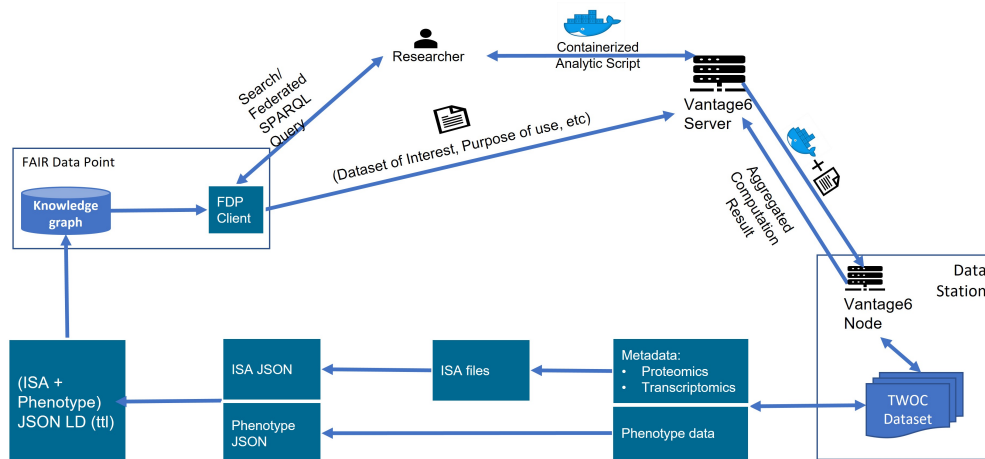 Researcher
Containerized
Analytic Script
Vantage6
Server
Search/
Federated
SPARQL
Query
(Dataset of Interest, Purpose of use, etc)
+
Aggregated
Computation
Result
FAIR Data Point
Knowledge
graph
FDP
Client
Data
Station
Vantage6
Node
TWOC
Dataset
(ISA +
Phenotype)
JSON LD (ttl)
ISA JSON
Phenotype
JSON
ISA files
Metadata:
• Proteomics
• Transcriptomics
Phenotype data